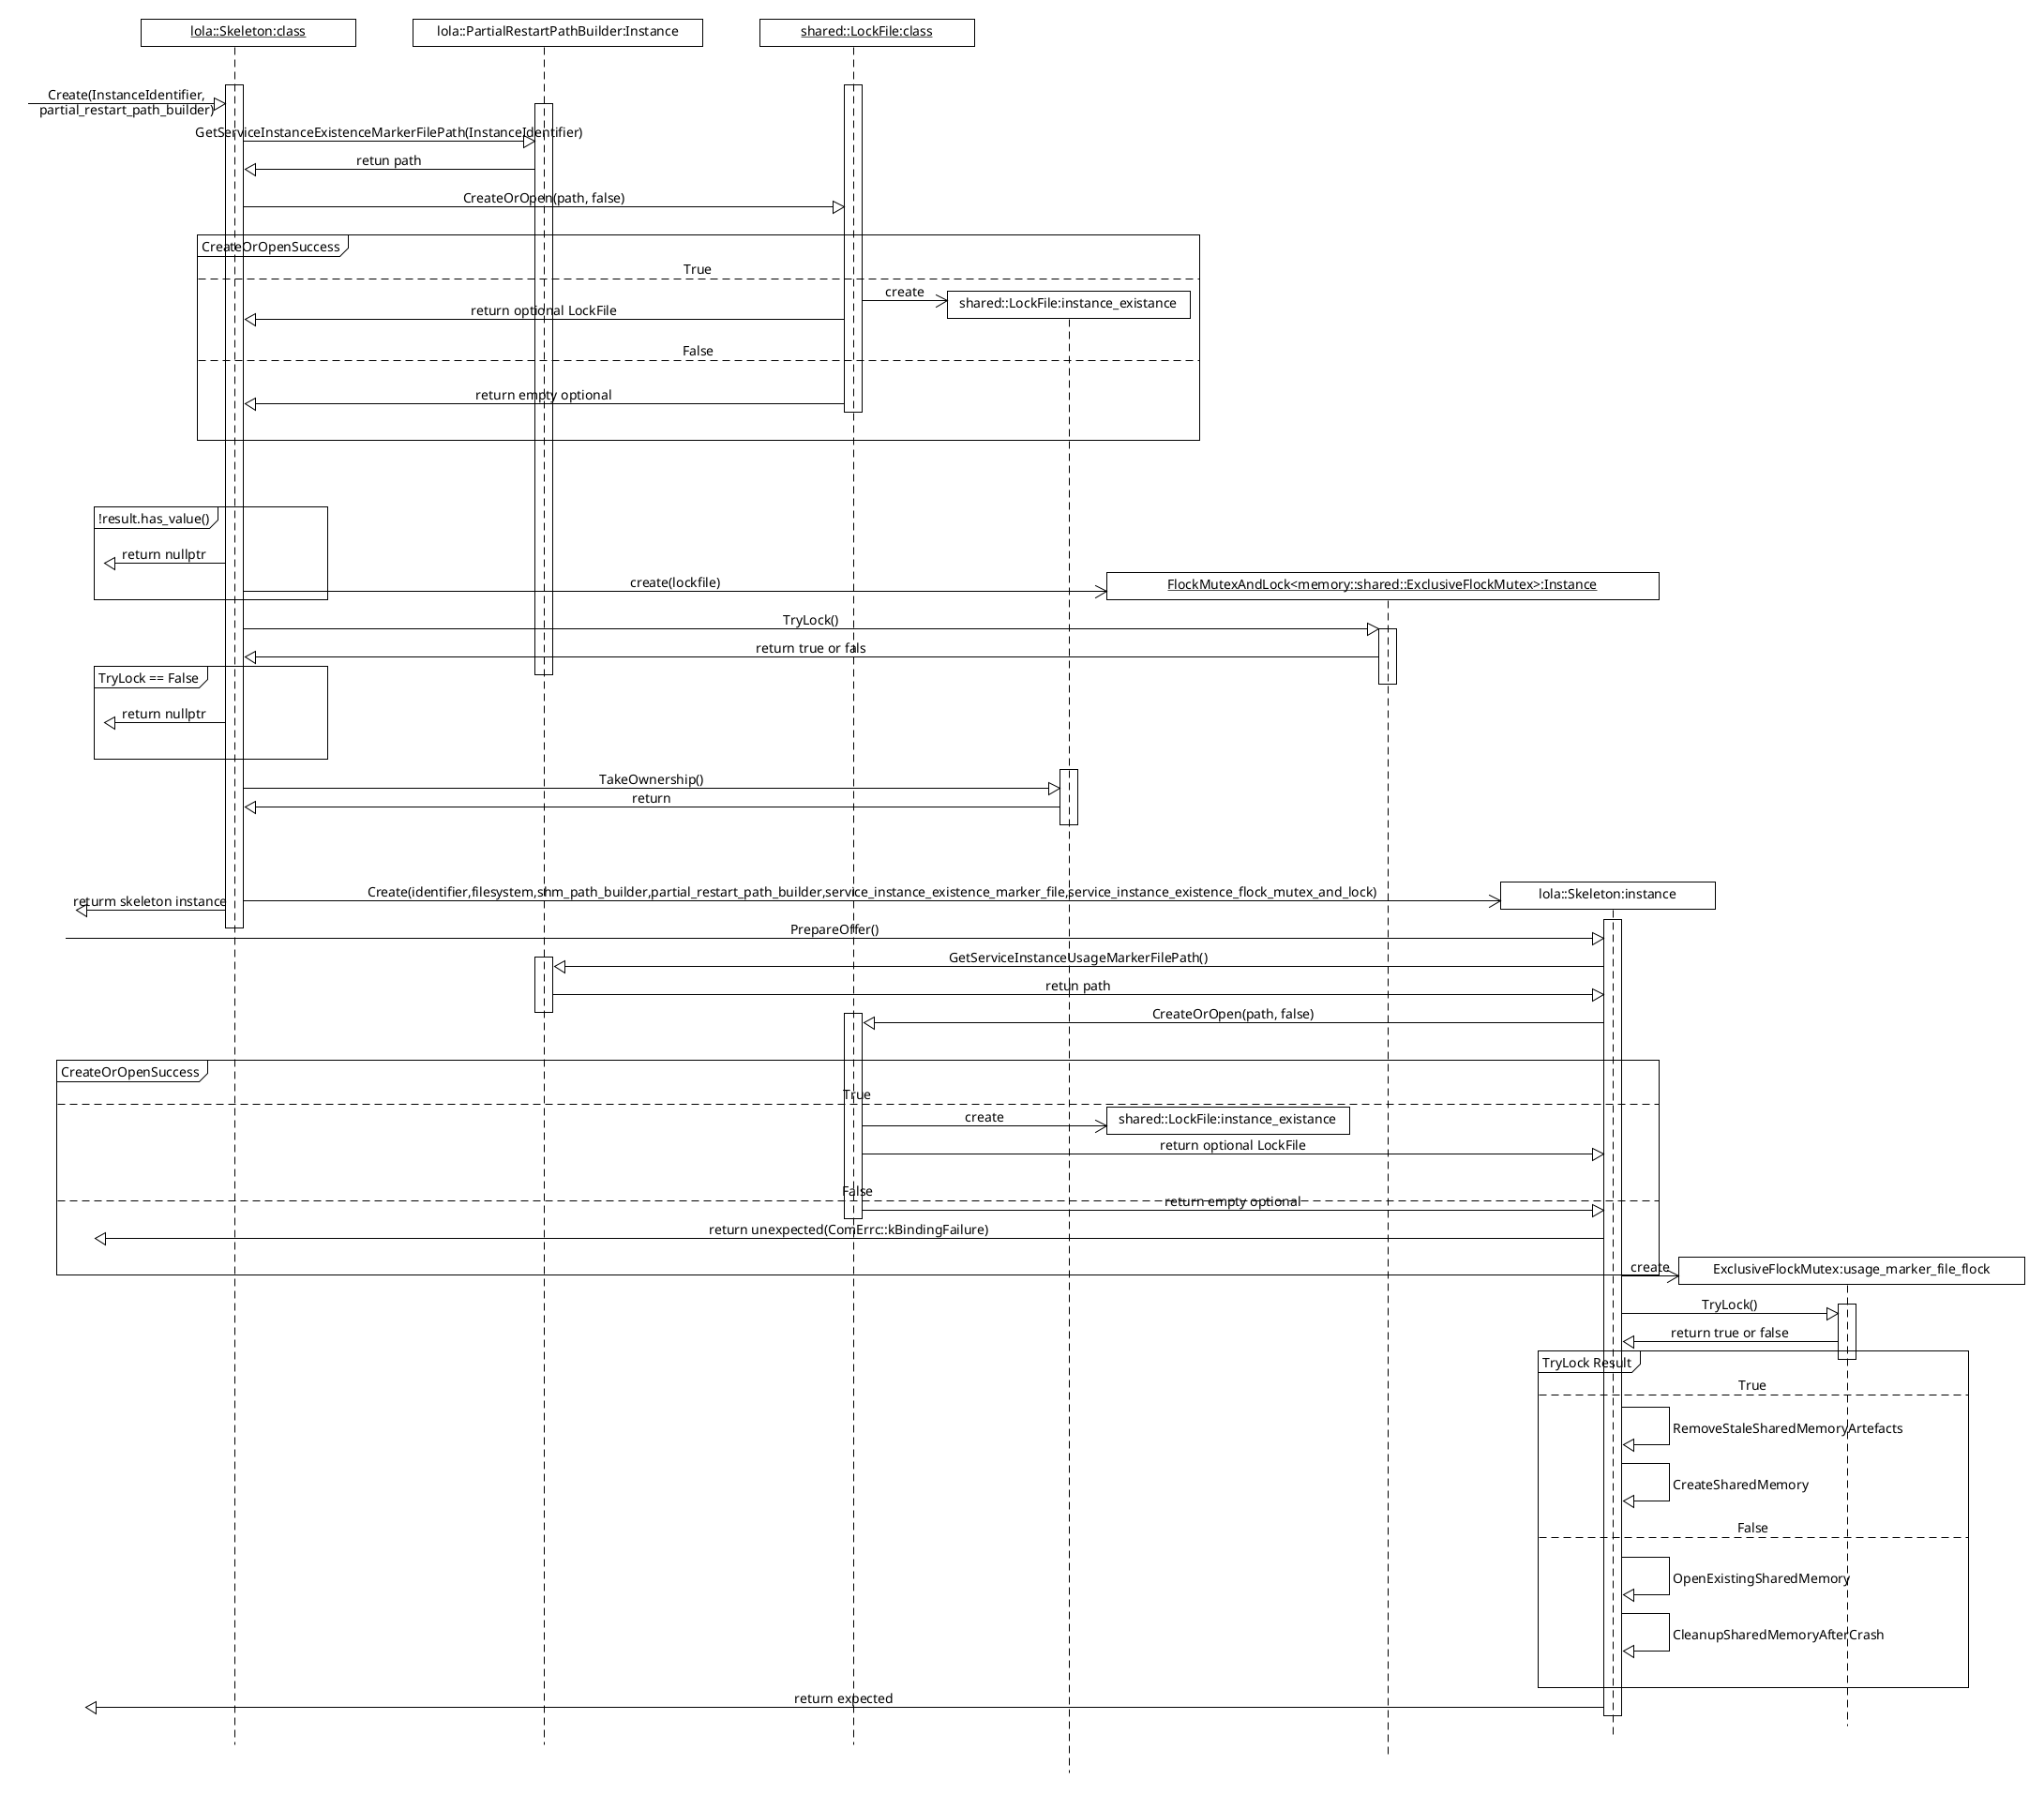 lola::Skeleton:class
lola::PartialRestartPathBuilder:Instance
shared::LockFile:class
Create(InstanceIdentifier,
partial_restart_path_builder)
GetServiceInstanceExistenceMarkerFilePath(InstanceIdentifier)
retun path
CreateOrOpen(path, false)
CreateOrOpenSuccess
True
create
shared::LockFile:instance_existance
return optional LockFile
False
return empty optional
!result.has_value()
return nullptr
create(lockfile)
FlockMutexAndLock<memory::shared::ExclusiveFlockMutex>:Instance
TryLock()
return true or fals
TryLock == False
return nullptr
TakeOwnership()
return
Create(identifier,filesystem,shm_path_builder,partial_restart_path_builder,service_instance_existence_marker_file,service_instance_existence_flock_mutex_and_lock)
lola::Skeleton:instance
returm skeleton instance
PrepareOffer()
GetServiceInstanceUsageMarkerFilePath()
retun path
CreateOrOpen(path, false)
CreateOrOpenSuccess
True
create
shared::LockFile:instance_existance
return optional LockFile
False
return empty optional
return unexpected(ComErrc::kBindingFailure)
create
ExclusiveFlockMutex:usage_marker_file_flock
TryLock()
return true or false
TryLock Result
True
RemoveStaleSharedMemoryArtefacts
CreateSharedMemory
False
OpenExistingSharedMemory
CleanupSharedMemoryAfterCrash
return expected